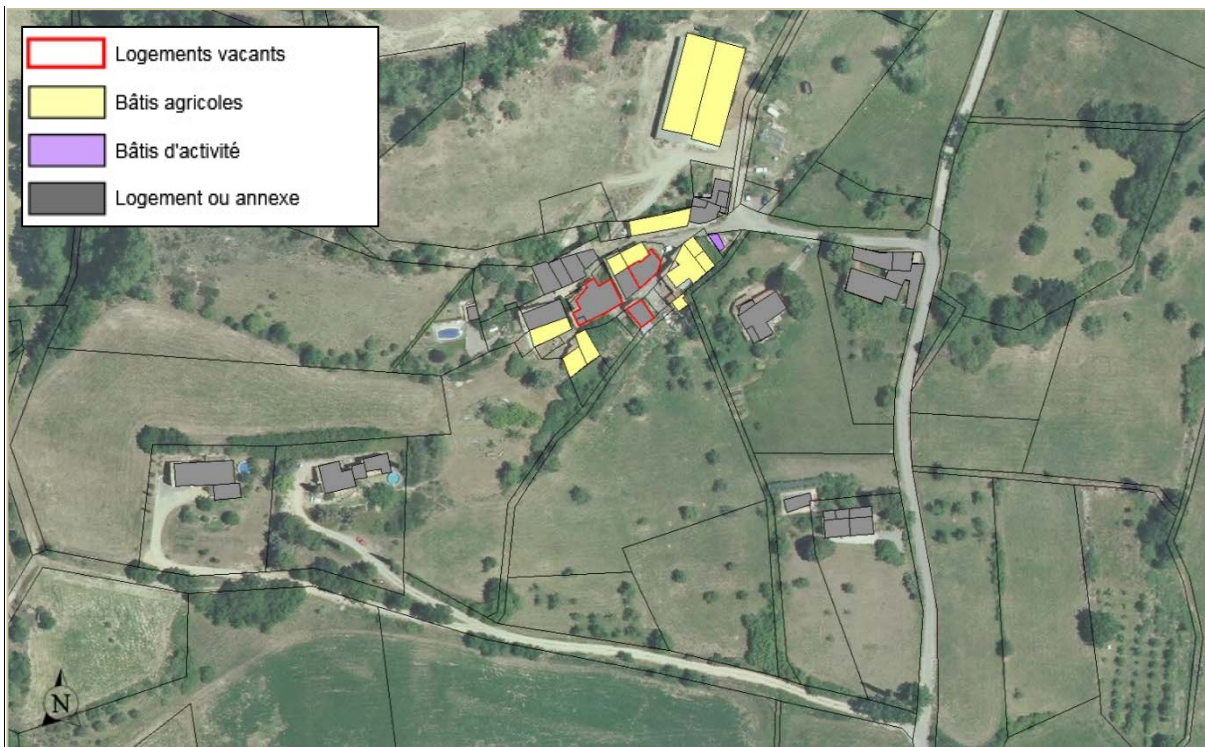 Logements vacants
Bâtis agricoles
Bâtis d'activité
Logement ou annexe
N